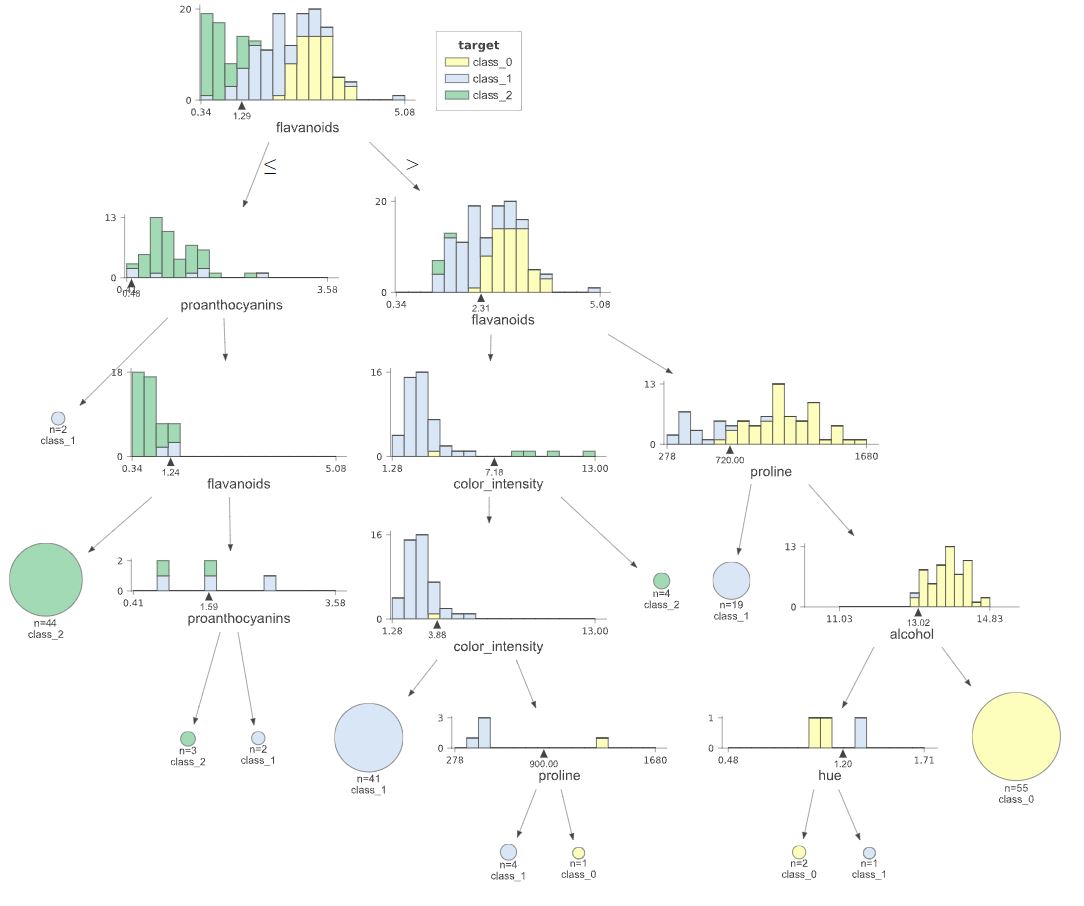 20
0
0.34
1.29
5.08
flavanoids
target
class_0
class_1
class_2
≤
>
13
0
0.48
3.58
proanthocyanins
20
0
0.34
2.31
5.08
flavanoids
n=2
class_1
18
0
0.34
1.24
5.08
flavanoids
16
0
1.28
7.18
13.00
color_intensity
13
0
278
720.00
1680
proline
n=44
class_2
2
0
0.41
1.59
3.58
proanthocyanins
16
0
1.28
3.88
13.00
color_intensity
n=4
class_2
n=19
class_1
13
0
11.03
13.02
14.83
alcohol
n=3
class_2
n=2
class_1
n=41
class_1
3
0
278
900.00
1680
proline
1
0
0.48
1.20
1.71
hue
n=55
class_0
n=4
class_1
n=1
class_0
n=2
class_0
n=1
class_1